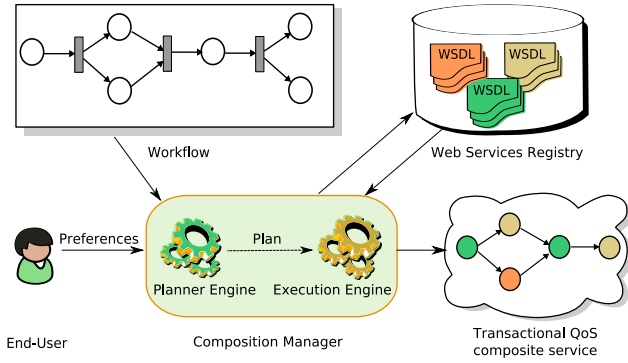 WSDL
WSDL
WSDL
Workflow
Web Services Registry
Preferences
Plan
Planner Engine
Execution Engine
End-User
Composition Manager
Transactional QoS
composite service